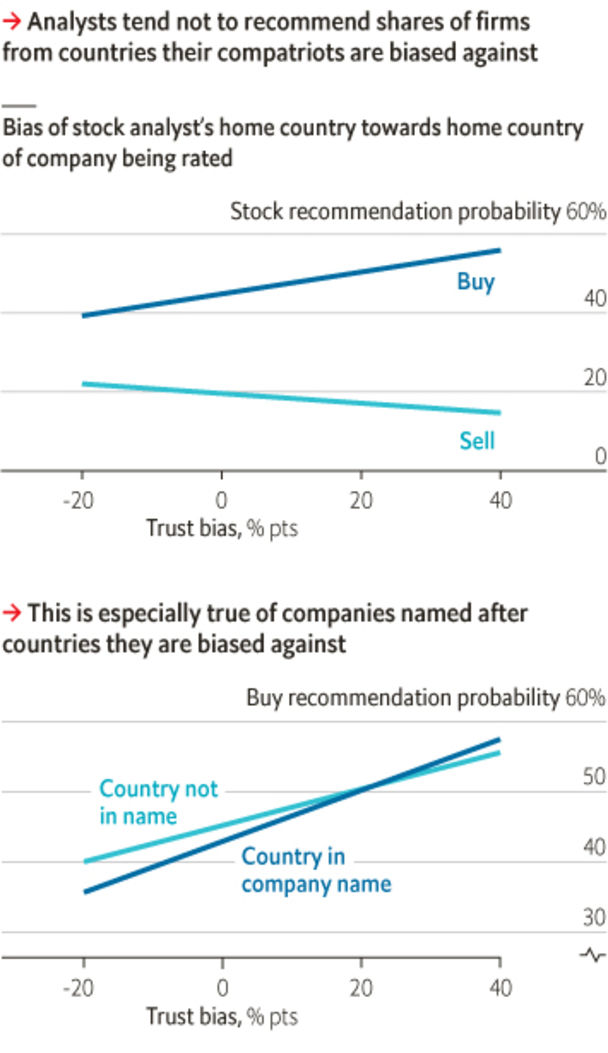 → Analysts tend not to recommend shares of firms
from countries their compatriots are biased against
Bias of stock analyst's home country towards home country
of company being rated
Stock recommendation probability 60%
Buy
40
20
Sell
0
-20 0 20 40
Trust bias, % pts
→ This is especially true of companies named after
countries they are biased against
Buy recommendation probability 60%
50
Country not
in name
40
Country in
company name
30
-20 0 20 40
Trust bias, % pts